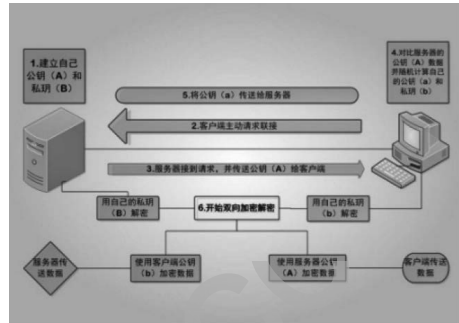 1.建立自己
公钥（A）和
私玥（B）
4.对比服务器的
公钥（A）数据
并随机计算自己
的公钥（a）和
私玥（b）
5.将公钥（a）传送给服务器
2.客户端主动请求联接
3.服务器接到请求，并传送公钥（A）给客户端
用自己的私玥
（B）解密
6.开始双向加密解密
用自己的私玥
（b）解密
服务器传
送数据
使用客户端公钥
（b）加密数据
使用服务器公钥
（A）加密数据
客户端传送
数据